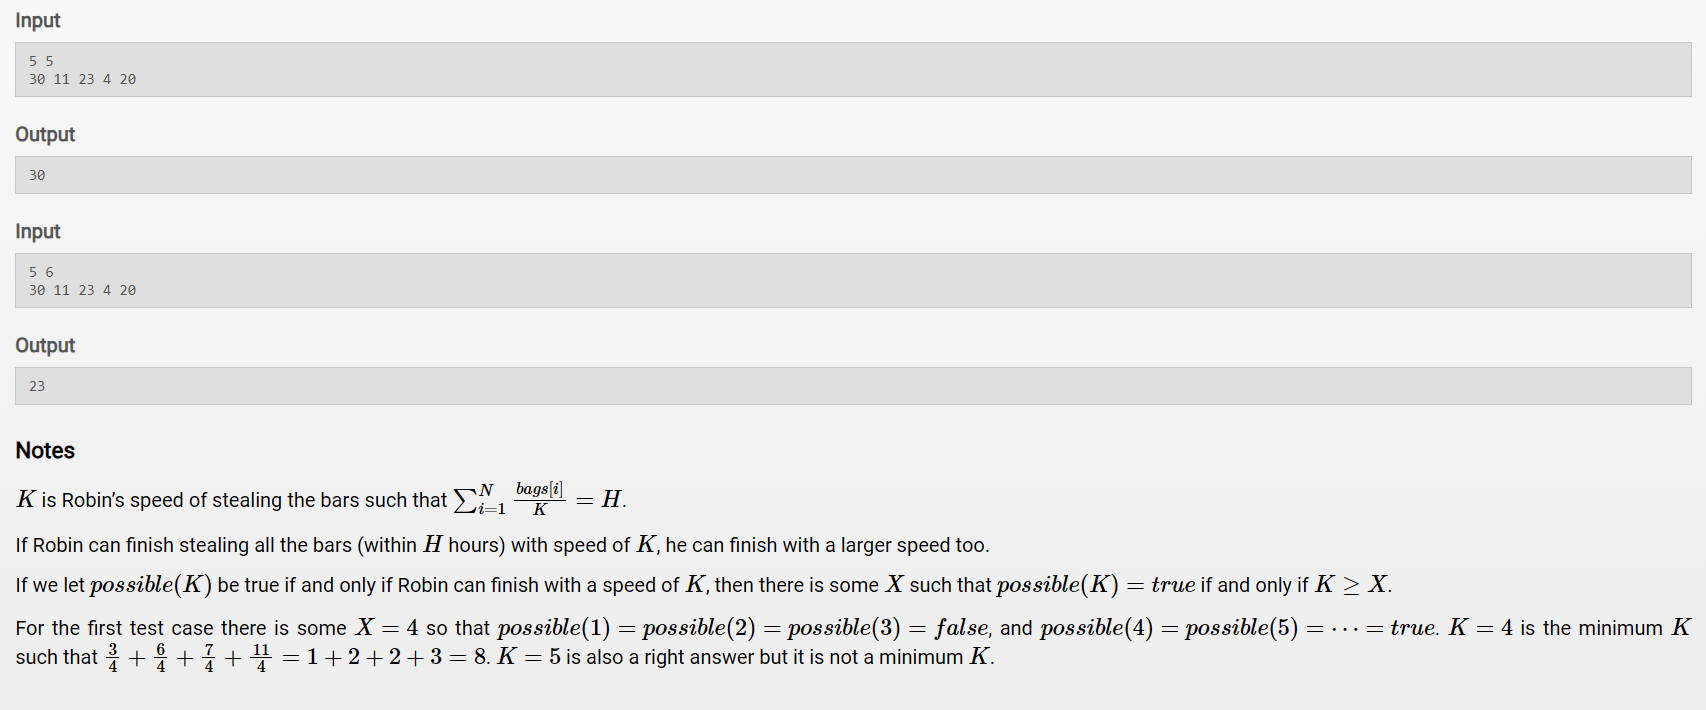 Input
5 5
30 11 23 4 20
Output
30
Input
5 6
30 11 23 4 20
Output
23
Notes
K is Robin's speed of stealing the bars such that $\sum_{i=1}^{N} \frac{bags[i]}{K} = H$.
If Robin can finish stealing all the bars (within H hours) with speed of K, he can finish with a larger speed too.
If we let possible(K) be true if and only if Robin can finish with a speed of K, then there is some X such that possible(K) = true if and only if K ≥ X.
For the first test case there is some X = 4 so that possible(1) = possible(2) = possible(3) = false, and possible(4) = possible(5) = ⋯ = true. K = 4 is the minimum K
such that $\frac{3}{4} + \frac{6}{4} + \frac{7}{4} + \frac{11}{4}$ = 1 + 2 + 2 + 3 = 8. K = 5 is also a right answer but it is not a minimum K.